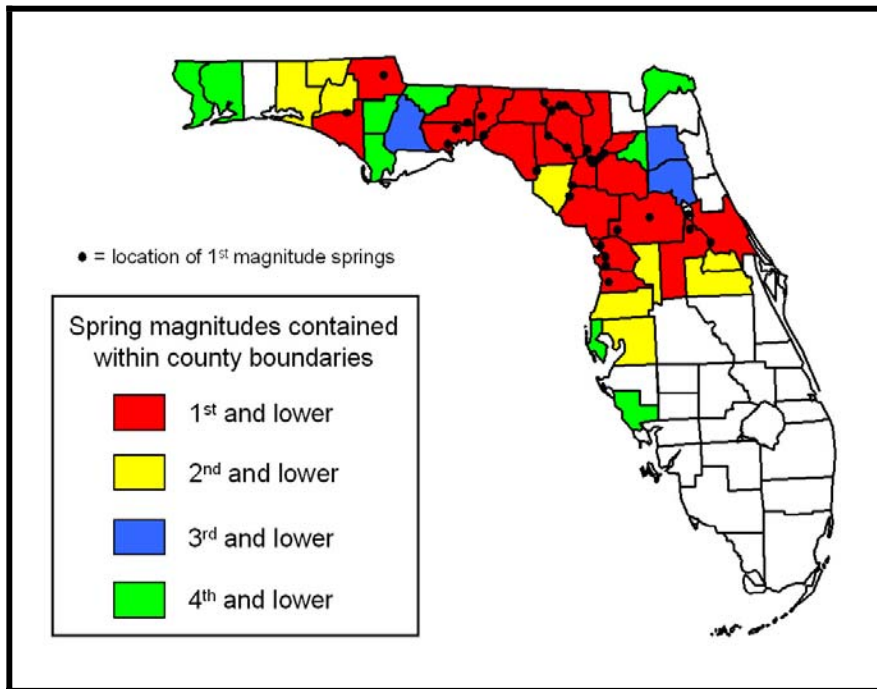 ● = location of 1st magnitude springs
Spring magnitudes contained
within county boundaries
1st and lower
2nd and lower
3rd and lower
4th and lower